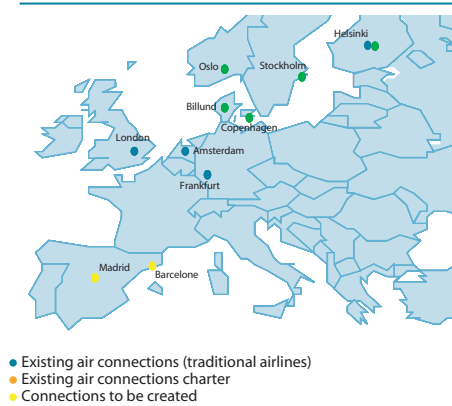 Helsinki
Oslo
Stockholm
Billund
Copenhagen
London
Amsterdam
Frankfurt
Madrid
Barcelone
Existing air connections (traditional airlines)
Existing air connections charter
Connections to be created